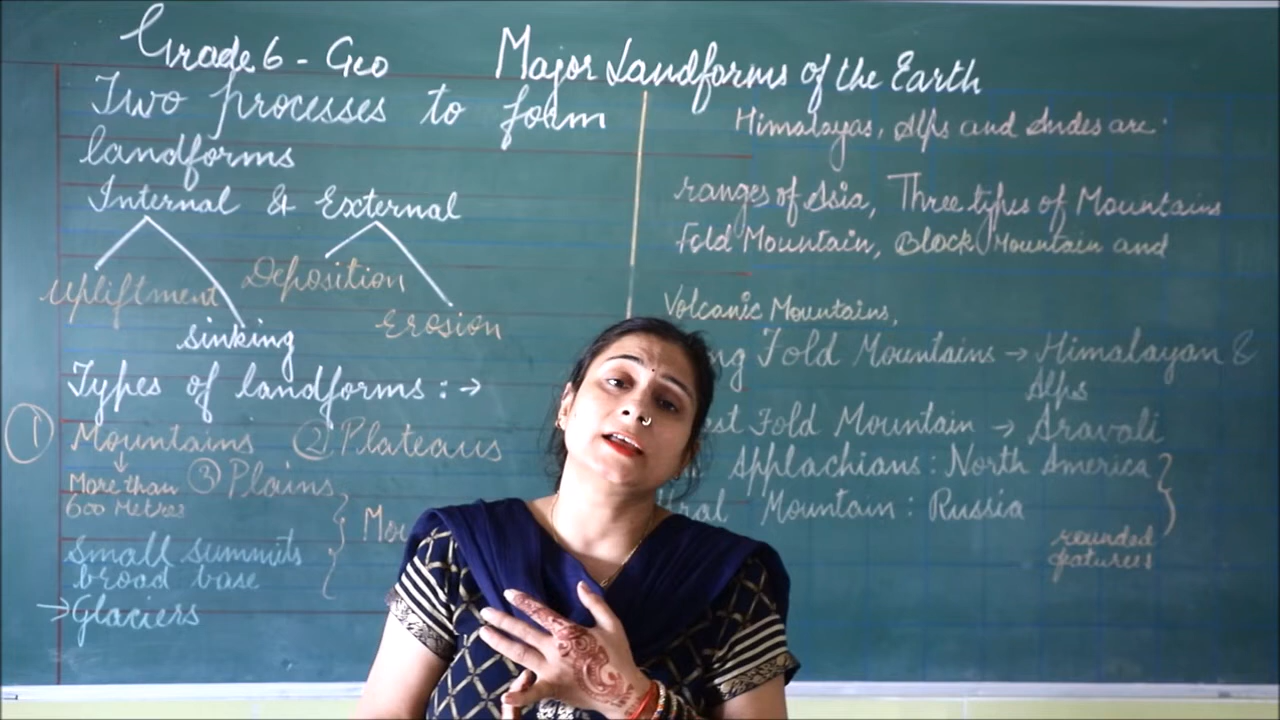 Grade 6 - Geo
Major Landforms of the Earth
Two processes to form
landforms
Internal & External
Upliftment
Deposition
sinking
Erosion
Types of landforms : →
① Mountains ② Plateaus
↓
More than
600 Metres
③ Plains
small summits
broad base
→ Glaciers
Himalayas, Alps and Andes are
ranges of Asia, Three types of Mountains
Fold Mountain, Block Mountain and
Volcanic Mountains,
Fold Mountains → Himalayan &
Alps
Fold Mountain → Aravali
Applachians : North America
Mountain : Russia
rounded
features